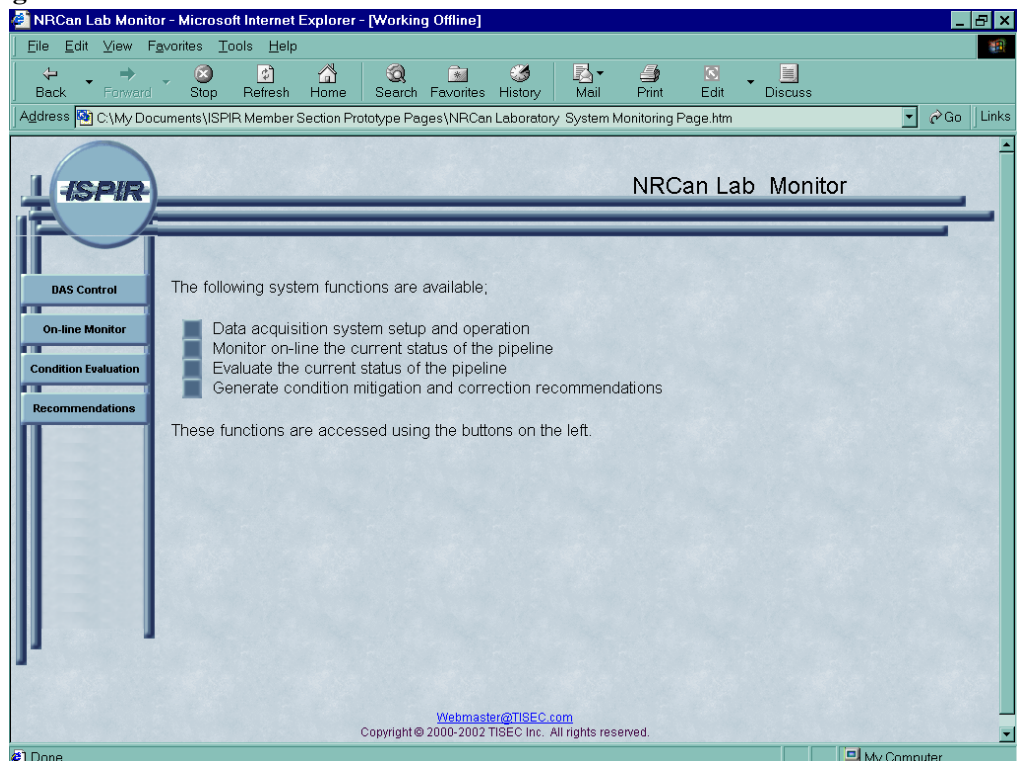 g
NRCan Lab Monitor - Microsoft Internet Explorer - [Working Offline]
File Edit View Favorites Tools Help
Back Forward Stop Refresh Home Search Favorites History Mail Print Edit Discuss
Address C:\My Documents\ISPIR Member Section Prototype Pages\NRCan Laboratory System Monitoring Page.htm Go Links
ISPIR
NRCan Lab Monitor
DAS Control
On-line Monitor
Condition Evaluation
Recommendations
The following system functions are available;
Data acquisition system setup and operation
Monitor on-line the current status of the pipeline
Evaluate the current status of the pipeline
Generate condition mitigation and correction recommendations
These functions are accessed using the buttons on the left.
Webmaster@TISEC.com
Copyright © 2000-2002 TISEC Inc. All rights reserved.
Done My Computer